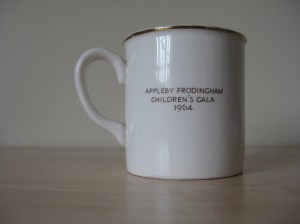 APPLEBY FRODINGHAM
CHILDREN'S GALA
1964